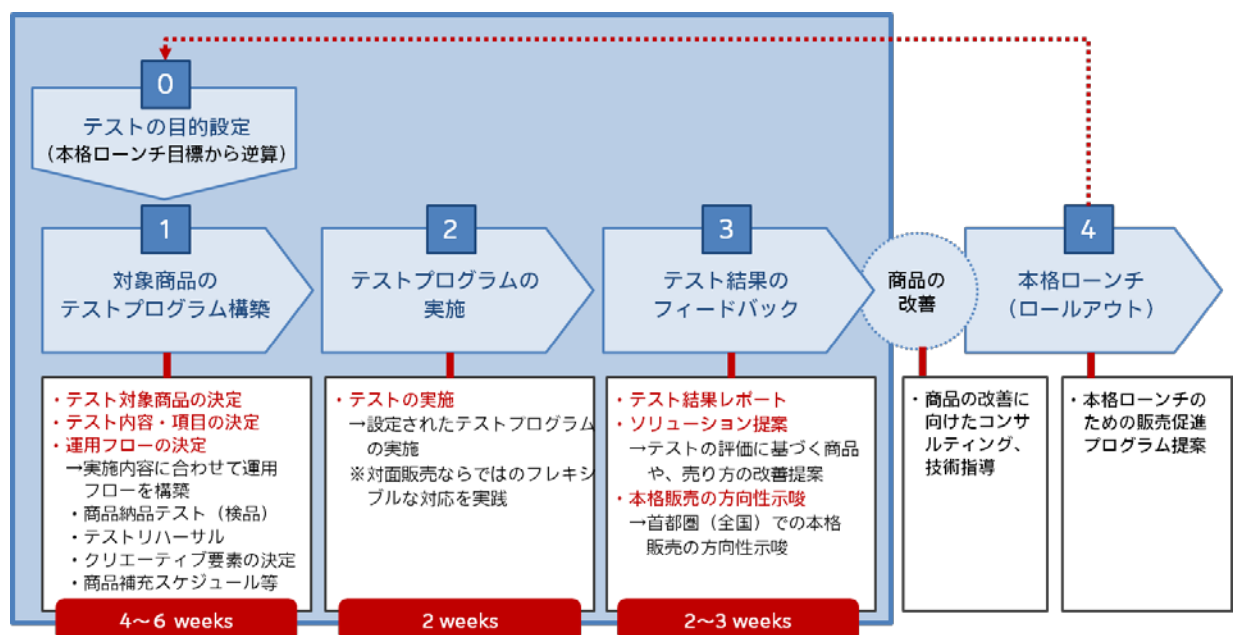 0
テストの目的設定
（本格ローンチ目標から逆算）
1
対象商品の
テストプログラム構築
2
テストプログラムの
実施
3
テスト結果の
フィードバック
商品の
改善
4
本格ローンチ
（ロールアウト）
・テスト対象商品の決定
・テスト内容・項目の決定
・運用フローの決定
→実施内容に合わせて運用
フローを構築
・商品納品テスト（検品）
・テストリハーサル
・クリエーティブ要素の決定
・商品補充スケジュール等
4～6 weeks
・テストの実施
→設定されたテストプログラム
の実施
※対面販売ならではのフレキシ
ブルな対応を実践
2 weeks
・テスト結果レポート
・ソリューション提案
→テストの評価に基づく商品
や、売り方の改善提案
・本格販売の方向性示唆
→首都圏（全国）での本格
販売の方向性示唆
2～3 weeks
・商品の改善に
向けたコンサ
ルティング、
技術指導
・本格ローンチの
ための販売促進
プログラム提案